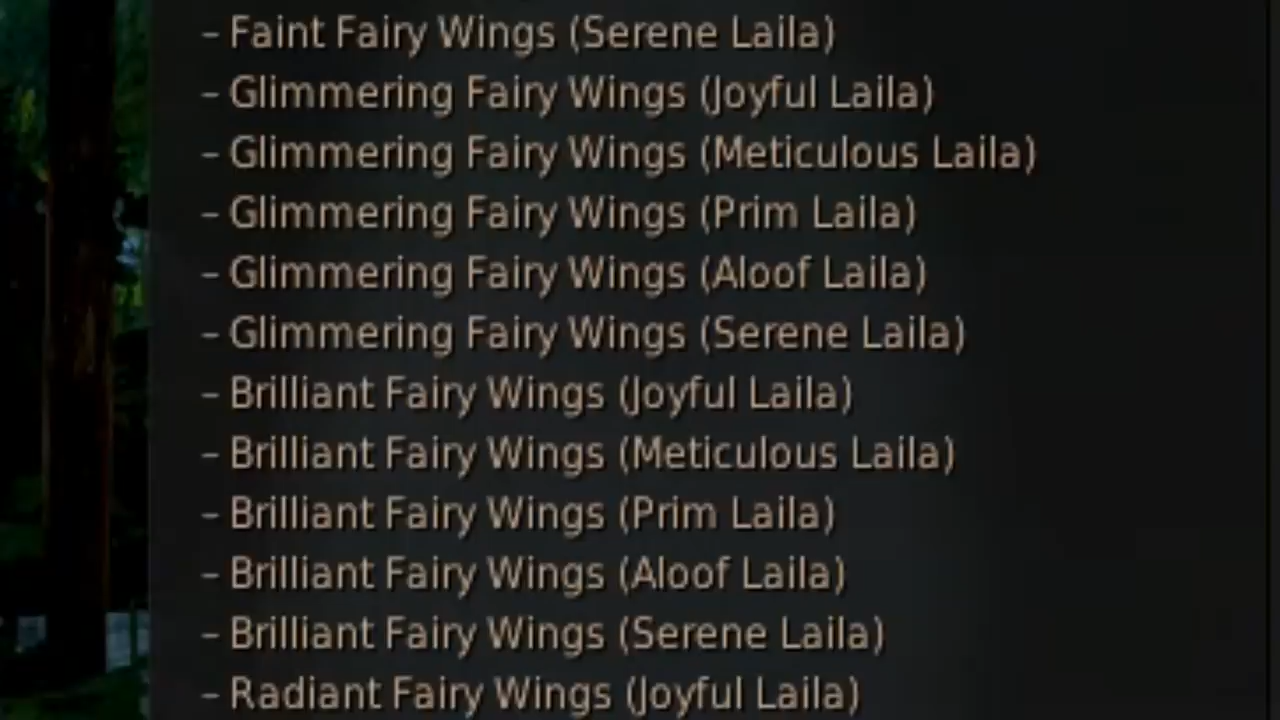 – Faint Fairy Wings (Serene Laila)
– Glimmering Fairy Wings (Joyful Laila)
– Glimmering Fairy Wings (Meticulous Laila)
– Glimmering Fairy Wings (Prim Laila)
– Glimmering Fairy Wings (Aloof Laila)
– Glimmering Fairy Wings (Serene Laila)
– Brilliant Fairy Wings (Joyful Laila)
– Brilliant Fairy Wings (Meticulous Laila)
– Brilliant Fairy Wings (Prim Laila)
– Brilliant Fairy Wings (Aloof Laila)
– Brilliant Fairy Wings (Serene Laila)
– Radiant Fairy Wings (Joyful Laila)